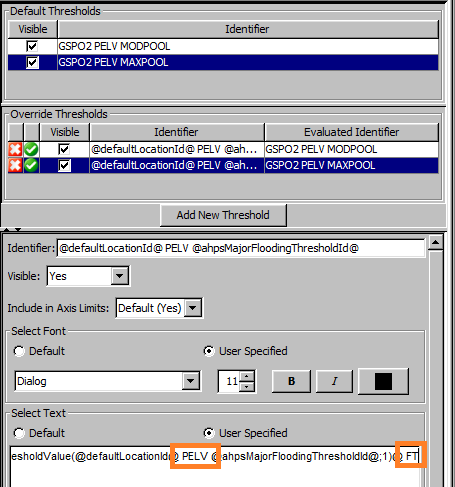 Default Thresholds
Visible Identifier
GSPO2 PELV MODPOOL
GSPO2 PELV MAXPOOL
Override Thresholds
Visible Identifier Evaluated Identifier
@defaultLocationId@ PELV @ah... GSPO2 PELV MODPOOL
@defaultLocationId@ PELV @ah... GSPO2 PELV MAXPOOL
Add New Threshold
Identifier: @defaultLocationId@ PELV @ahpsMajorFloodingThresholdId@
Visible: Yes
Include in Axis Limits: Default (Yes)
Select Font
Default User Specified
Dialog 11 B I
Select Text
Default User Specified
esholdValue(@defaultLocationId@ PELV @ahpsMajorFloodingThresholdId@;1)@ FT